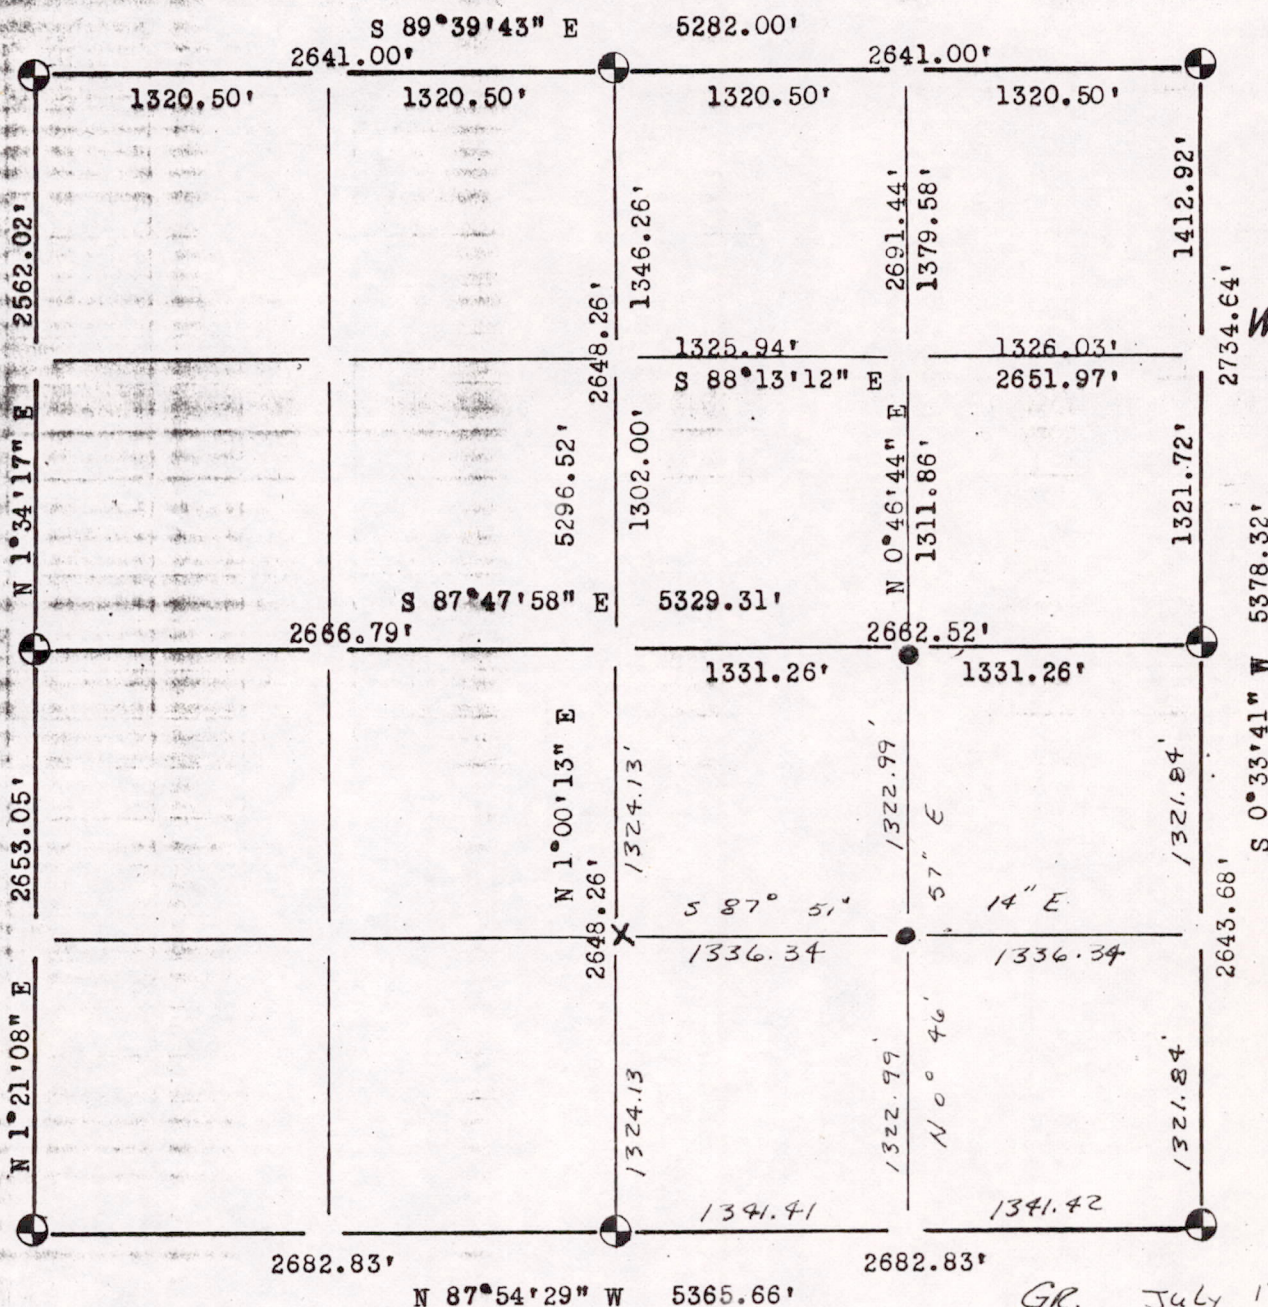 S 89°39'43" E 5282.00'
2641.00' 2641.00'
1320.50' 1320.50' 1320.50' 1320.50'
2562.02'
1346.26'
2691.44'
1379.58'
1412.92'
2648.26'
2734.64'
1325.94' 1326.03'
S 88°13'12" E 2651.97'
N 1°34'17" E
5296.52'
1302.00'
N 0°46'44" E
1311.86'
1321.72'
S 0°33'41" W 5378.32'
S 87°47'58" E 5329.31'
2666.79' 2662.52'
1331.26' 1331.26'
2653.05'
N 1°00'13" E
1324.13'
1322.99'
1321.84'
2648.26'
2643.68'
S 87° 51' 14" E
X
1336.34 1336.34
N 1°21'08" E
1324.13
1322.99'
N 0° 46' 57" E
1321.84'
1341.41 1341.42
2682.83' 2682.83'
N 87°54'29" W 5365.66'
GR July